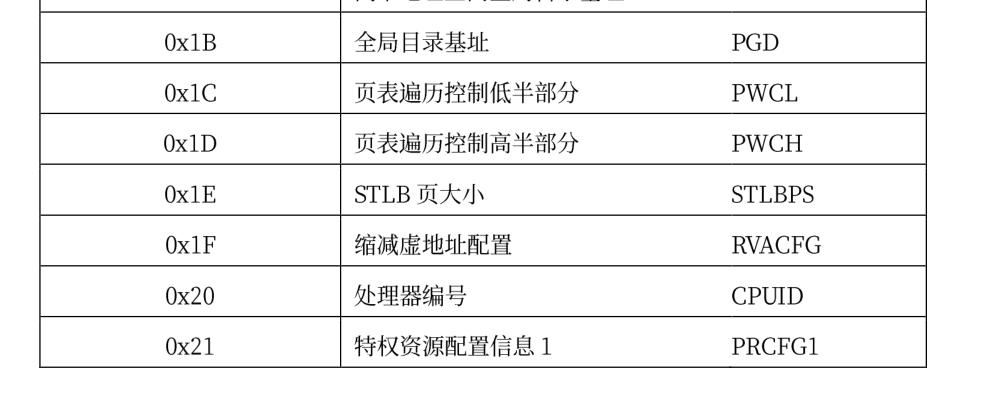 0x1B 全局目录基址 PGD
0x1C 页表遍历控制低半部分 PWCL
0x1D 页表遍历控制高半部分 PWCH
0x1E STLB 页大小 STLBPS
0x1F 缩减虚地址配置 RVACFG
0x20 处理器编号 CPUID
0x21 特权资源配置信息 1 PRCFG1